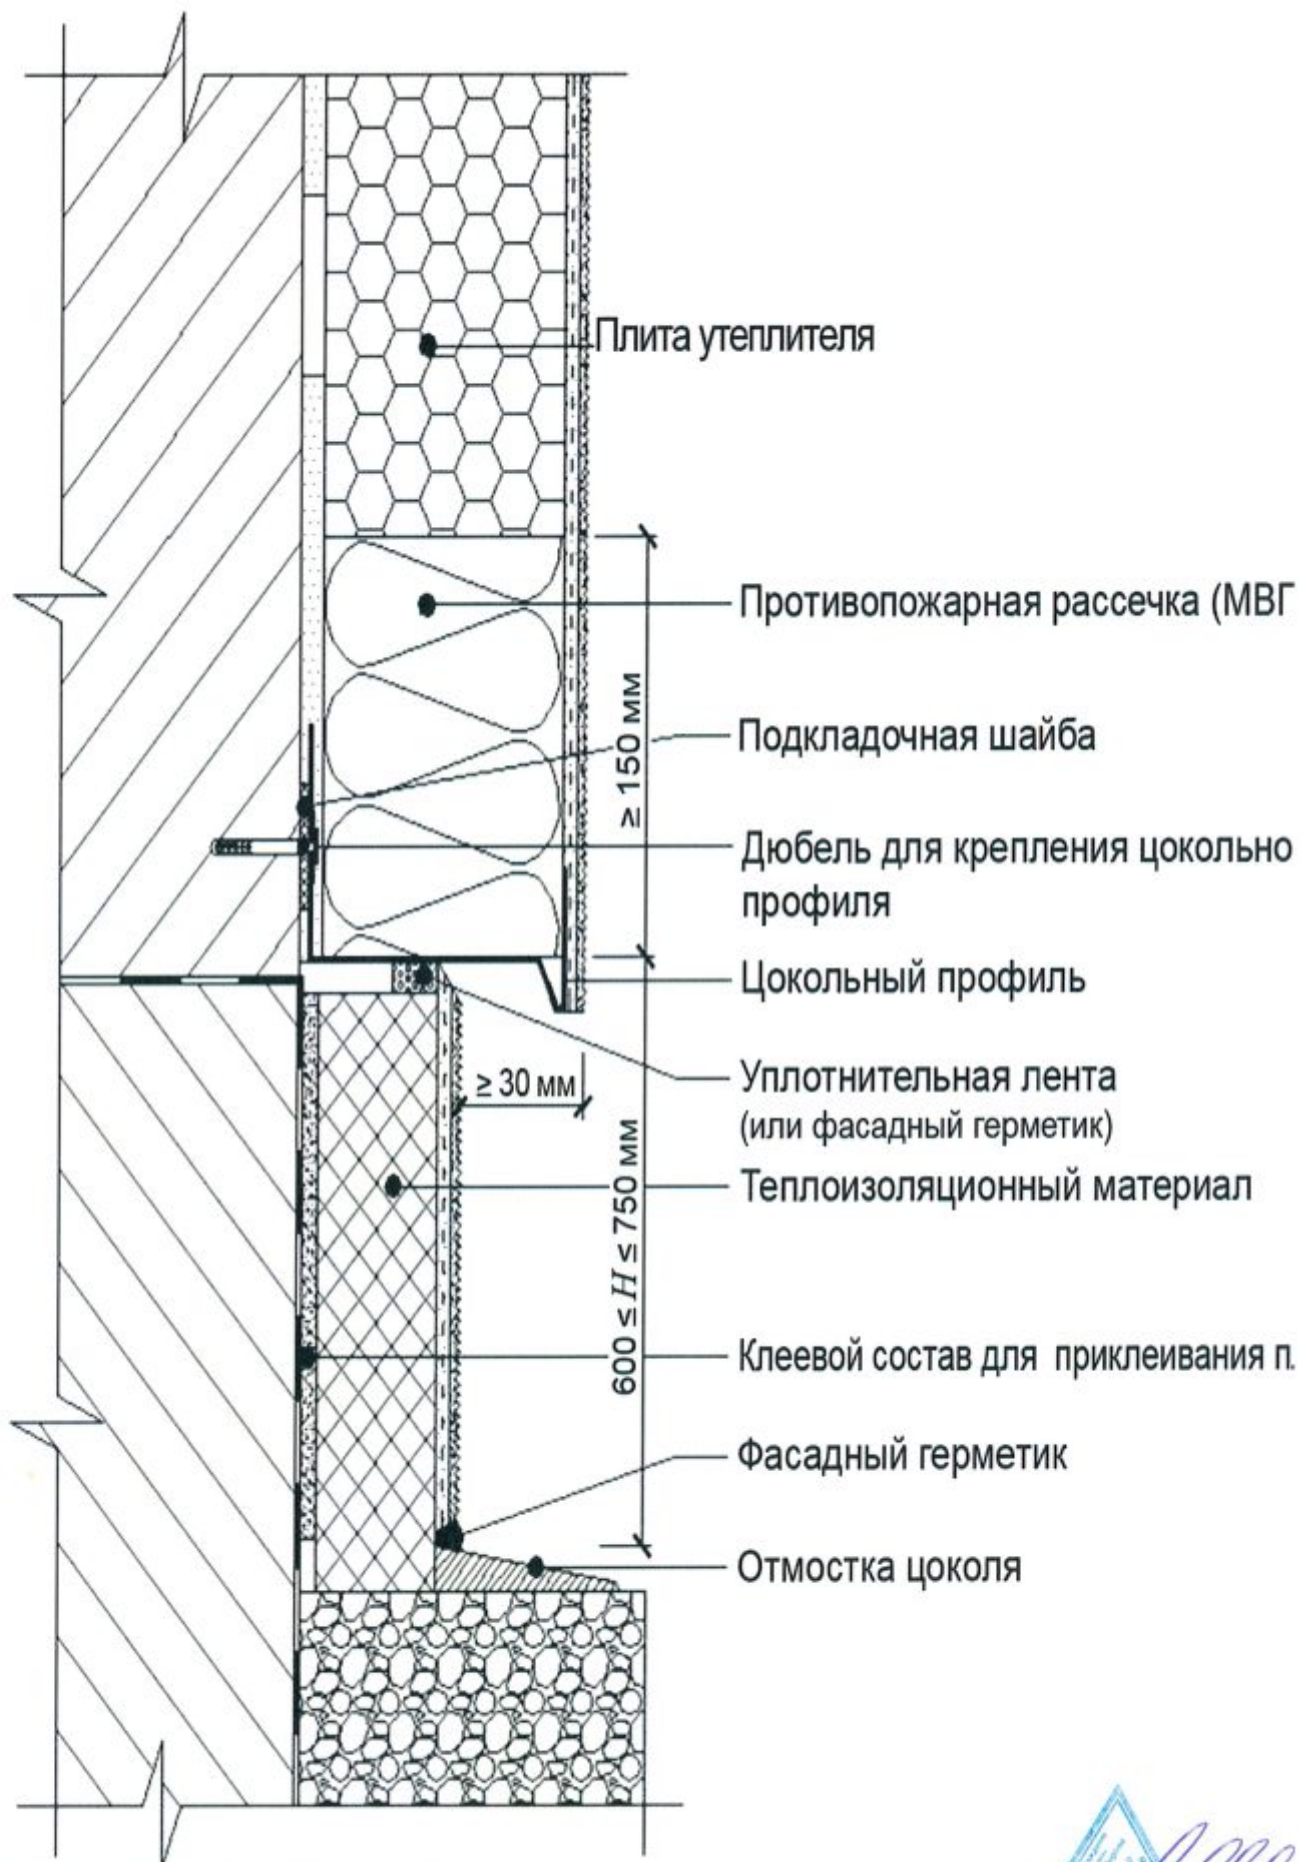 Плита утеплителя
Противопожарная рассечка (МВП
≥ 150 мм
Подкладочная шайба
Дюбель для крепления цокольно
профиля
Цокольный профиль
Уплотнительная лента
(или фасадный герметик)
≥ 30 мм
Теплоизоляционный материал
600 ≤ H ≤ 750 мм
Клеевой состав для приклеивания п
Фасадный герметик
Отмостка цоколя